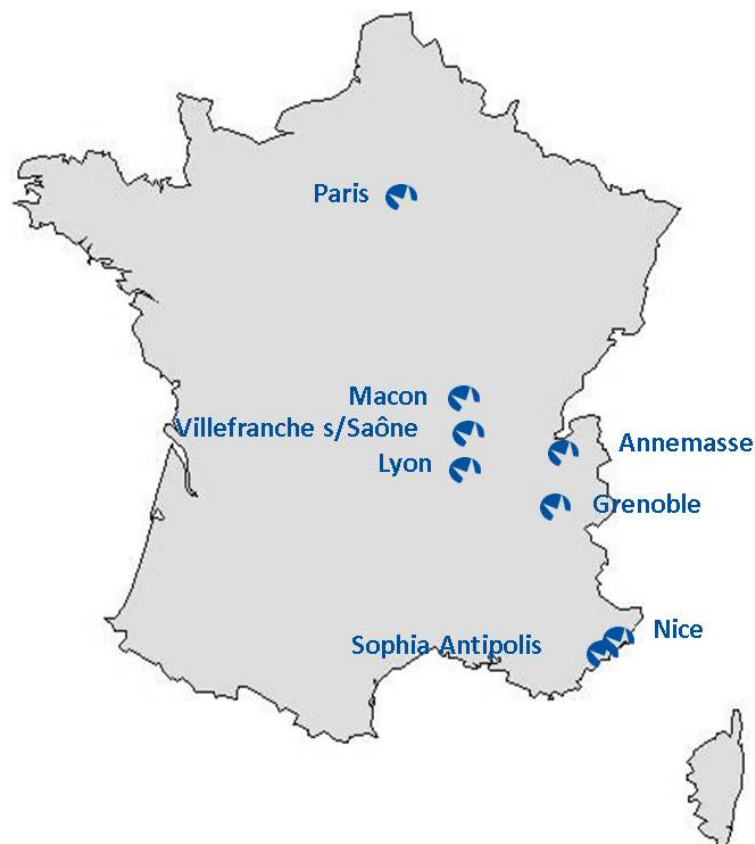 Paris
Macon
Villefranche s/Saône
Annemasse
Lyon
Grenoble
Nice
Sophia Antipolis